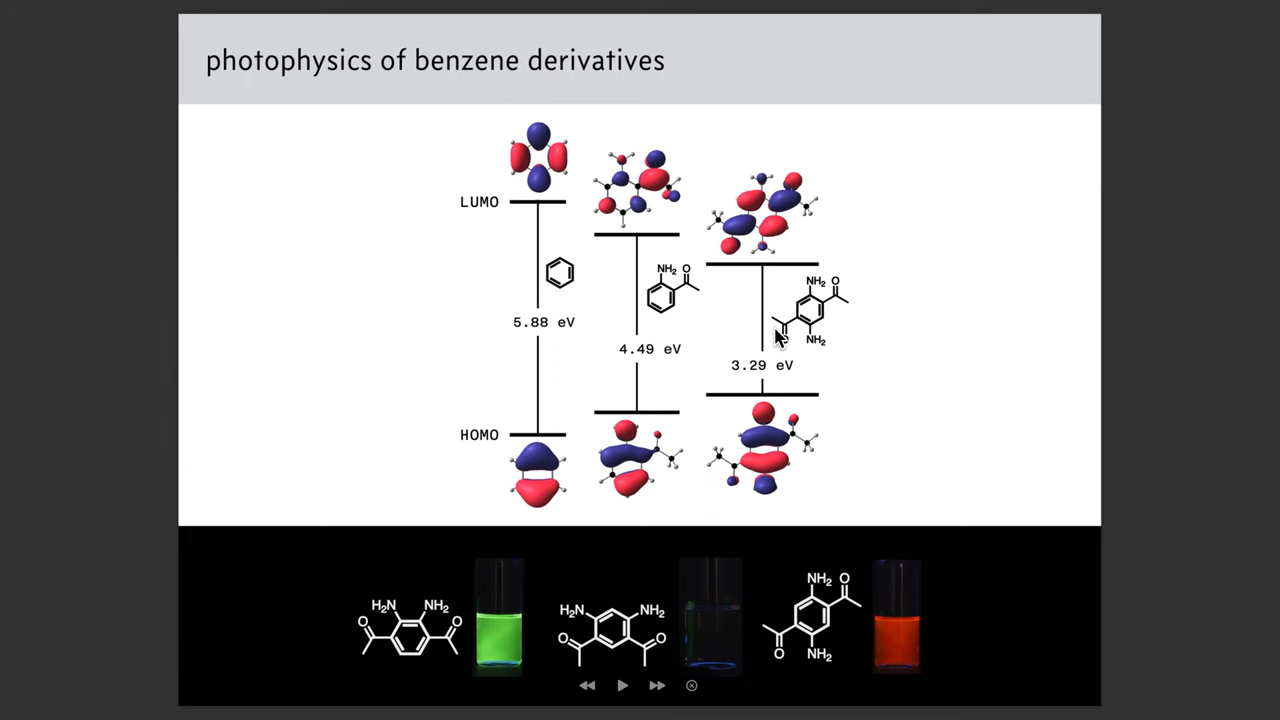 photophysics of benzene derivatives
LUMO
NH₂ O
NH₂ O
5.88 eV
4.49 eV
NH₂
3.29 eV
HOMO
NH₂ O
H₂N NH₂
H₂N NH₂
O O
O O
O NH₂